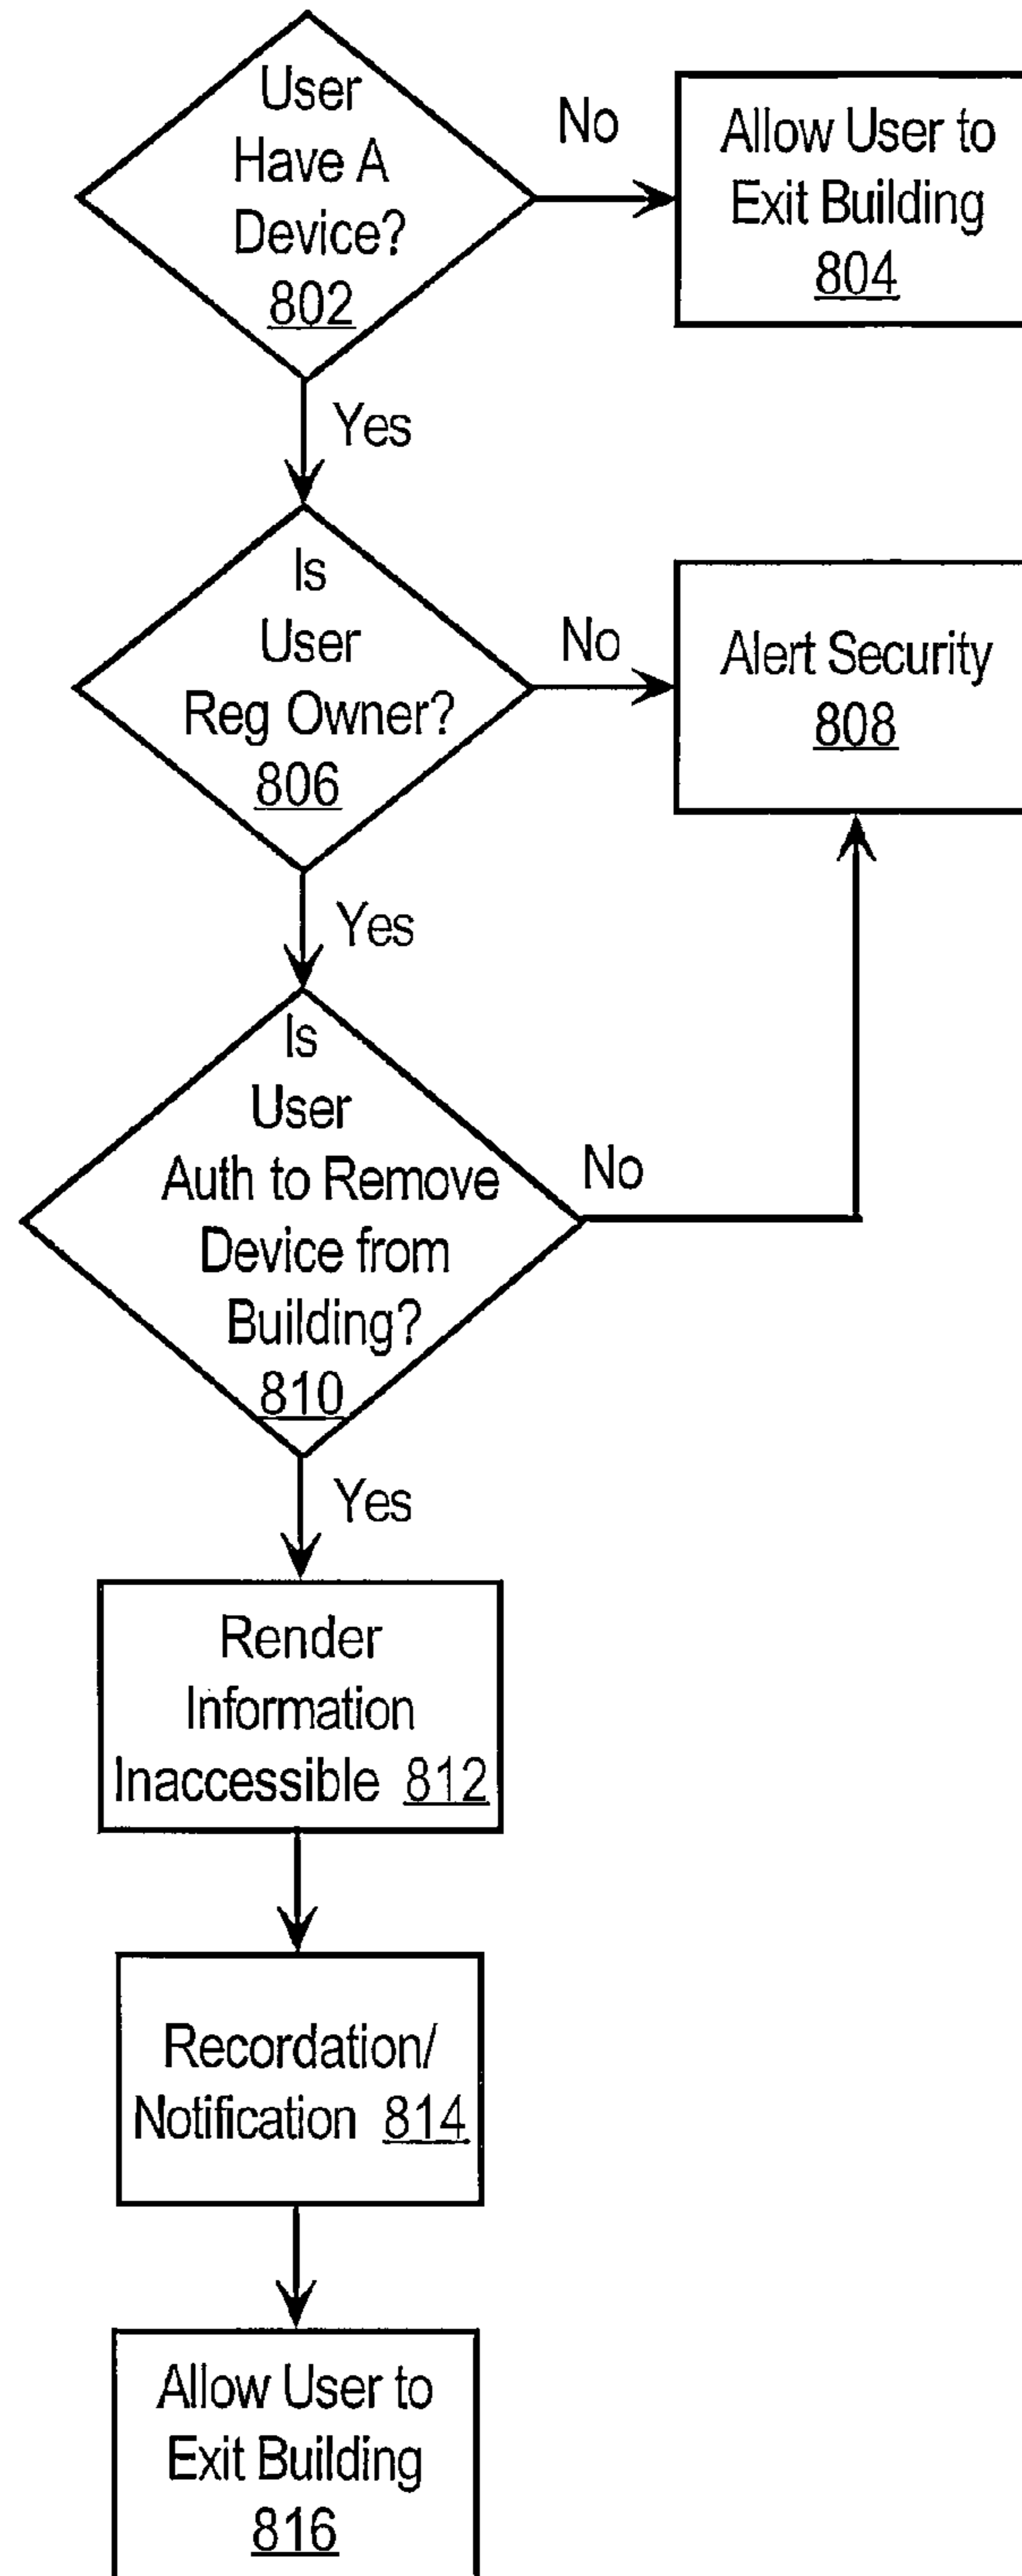 User
Have A
Device?
802
No
Allow User to
Exit Building
804
Yes
Is
User
Reg Owner?
806
No
Alert Security
808
Yes
Is
User
Auth to Remove
Device from
Building?
810
No
Yes
Render
Information
Inaccessible 812
Recordation/
Notification 814
Allow User to
Exit Building
816